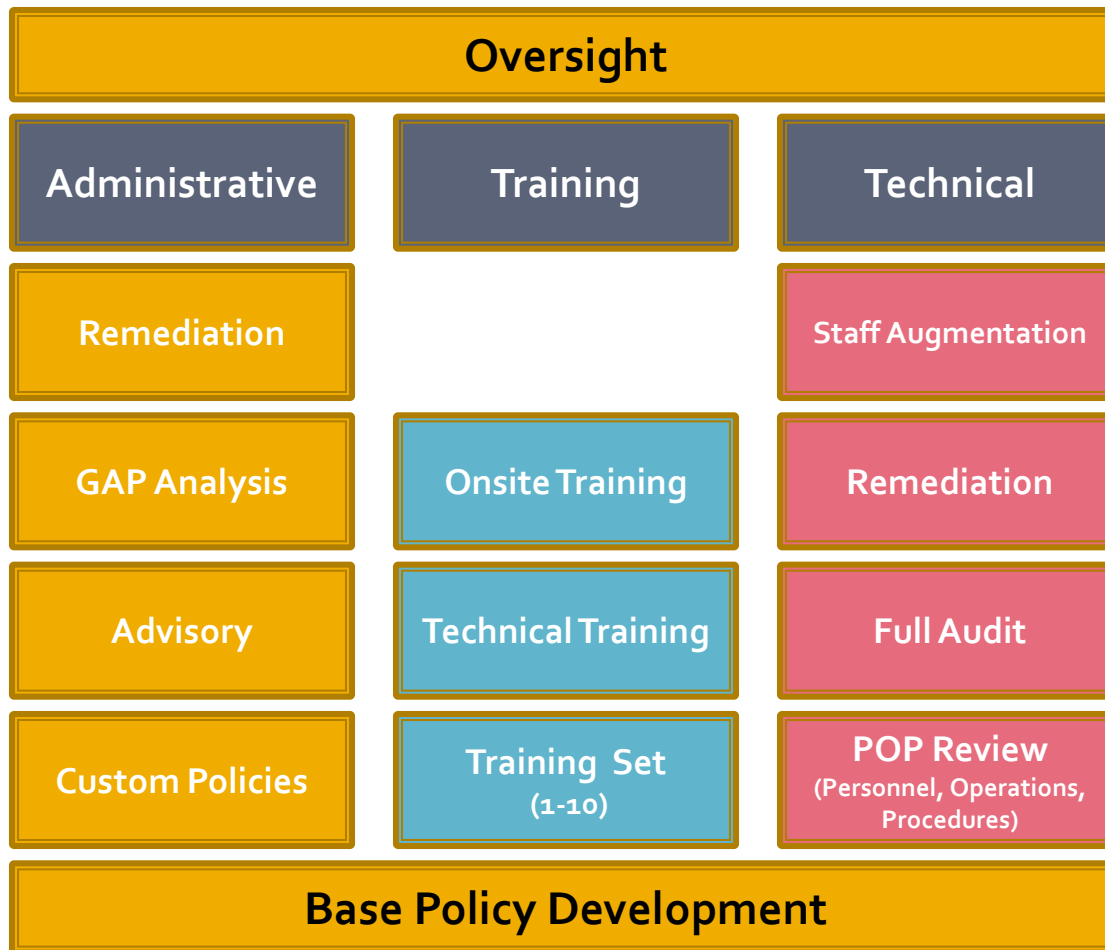 Oversight
Administrative
Training
Technical
Remediation
Staff Augmentation
GAP Analysis
Onsite Training
Remediation
Advisory
Technical Training
Full Audit
Custom Policies
Training Set
(1-10)
POP Review
(Personnel, Operations,
Procedures)
Base Policy Development